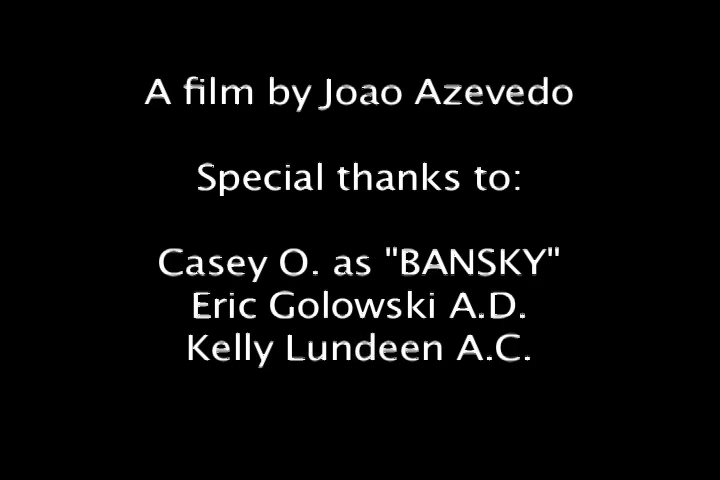 A film by Joao Azevedo
Special thanks to:
Casey O. as "BANSKY"
Eric Golowski A.D.
Kelly Lundeen A.C.